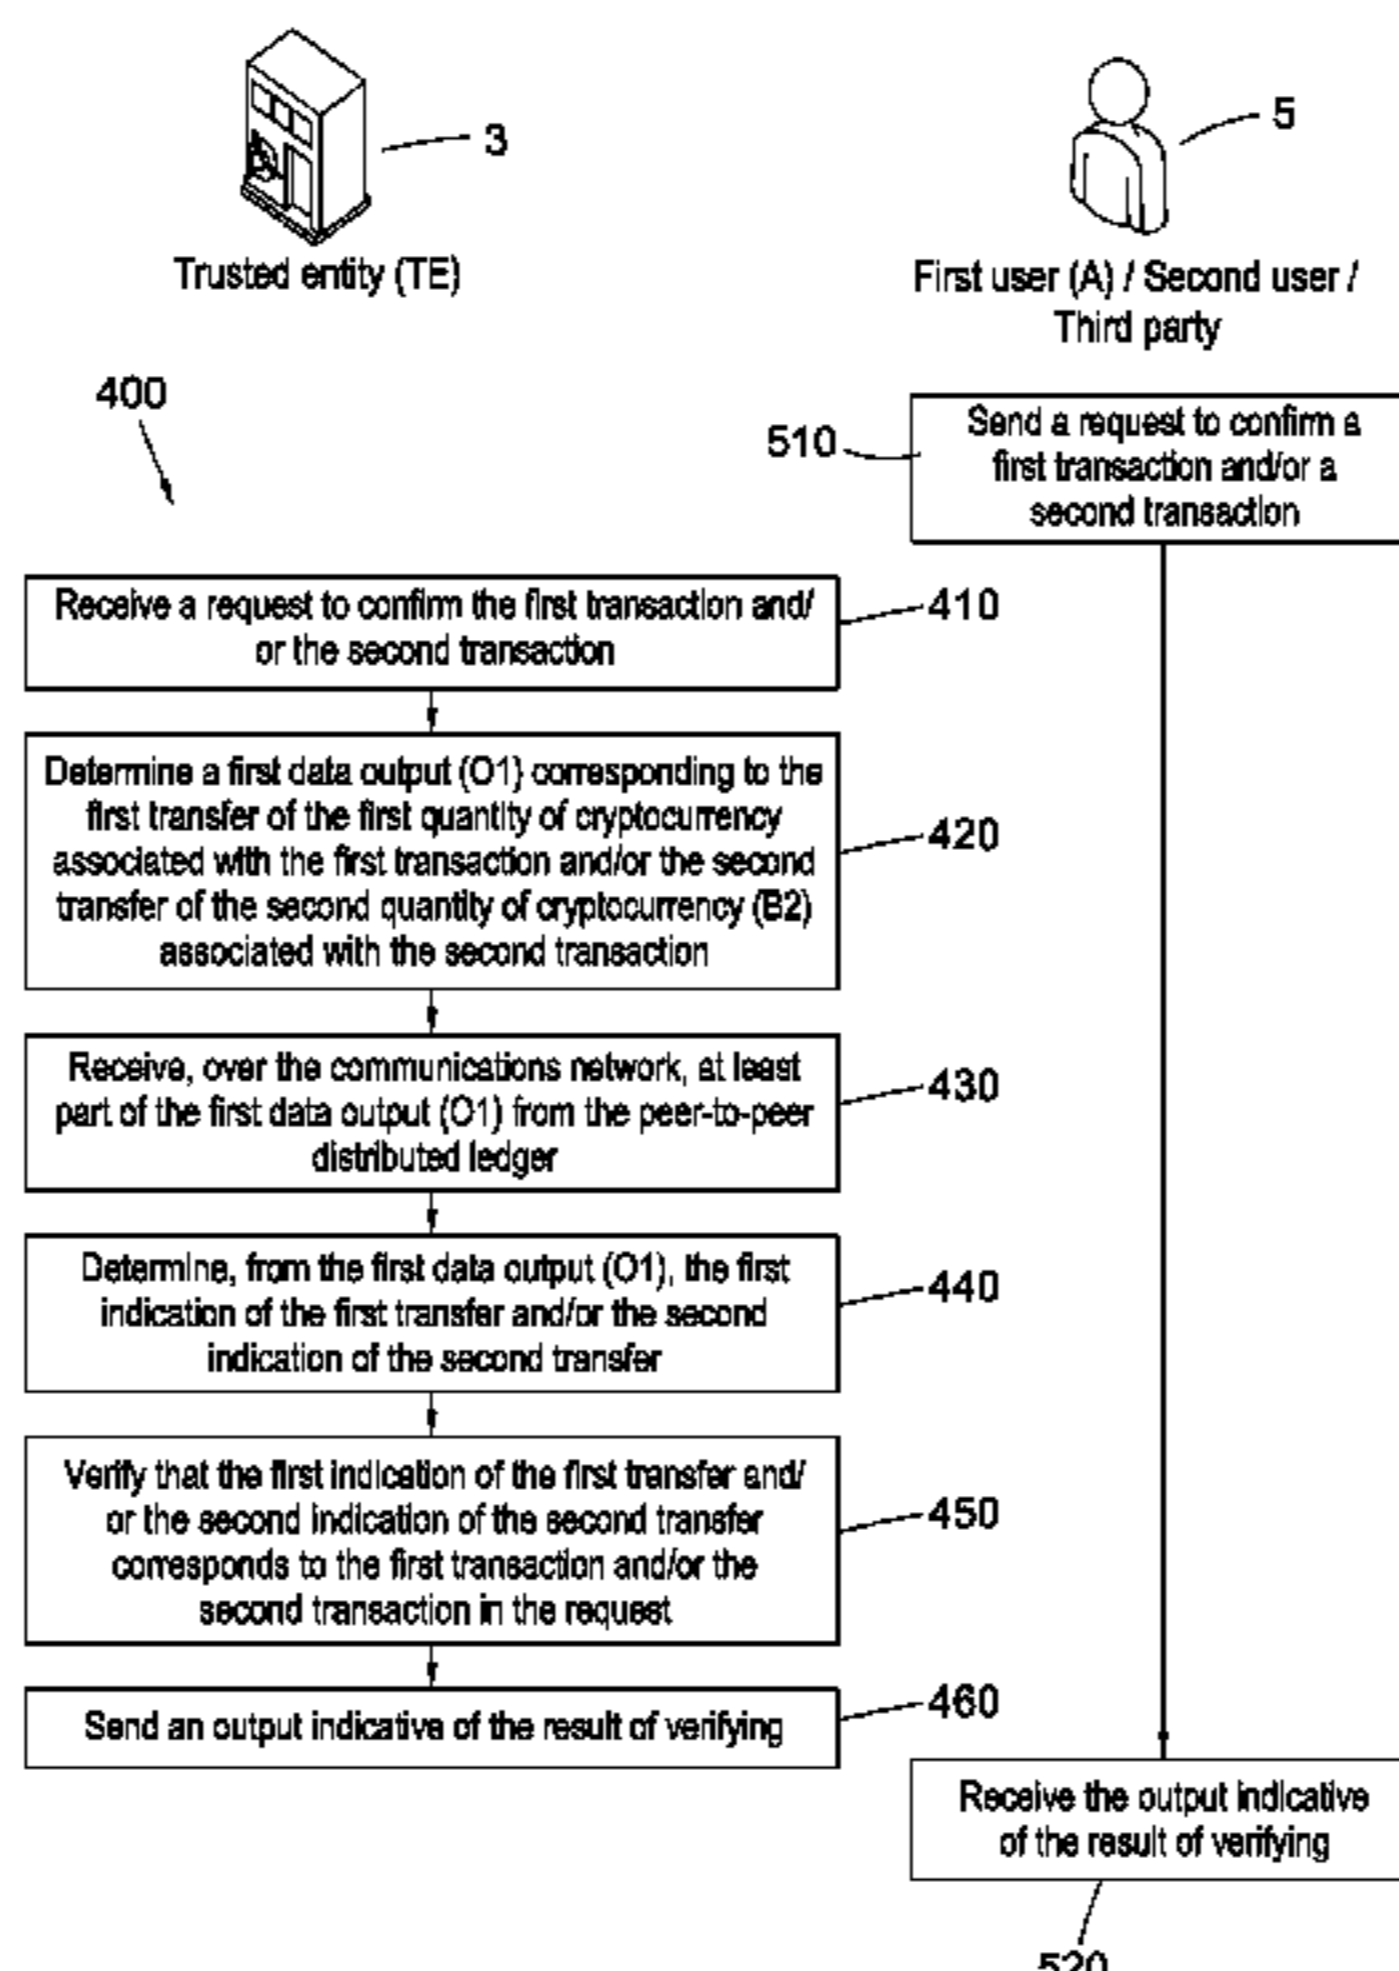 3
Trusted entity (TE)
5
First user (A) / Second user /
Third party
400
510
Send a request to confirm a
first transaction and/or a
second transaction
Receive a request to confirm the first transaction and/
or the second transaction
410
Determine a first data output (O1) corresponding to the
first transfer of the first quantity of cryptocurrency
associated with the first transaction and/or the second
transfer of the second quantity of cryptocurrency (B2)
associated with the second transaction
420
Receive, over the communications network, at least
part of the first data output (O1) from the peer-to-peer
distributed ledger
430
Determine, from the first data output (O1), the first
indication of the first transfer and/or the second
indication of the second transfer
440
Verify that the first indication of the first transfer and/
or the second indication of the second transfer
corresponds to the first transaction and/or the
second transaction in the request
450
Send an output indicative of the result of verifying
460
Receive the output indicative
of the result of verifying
520